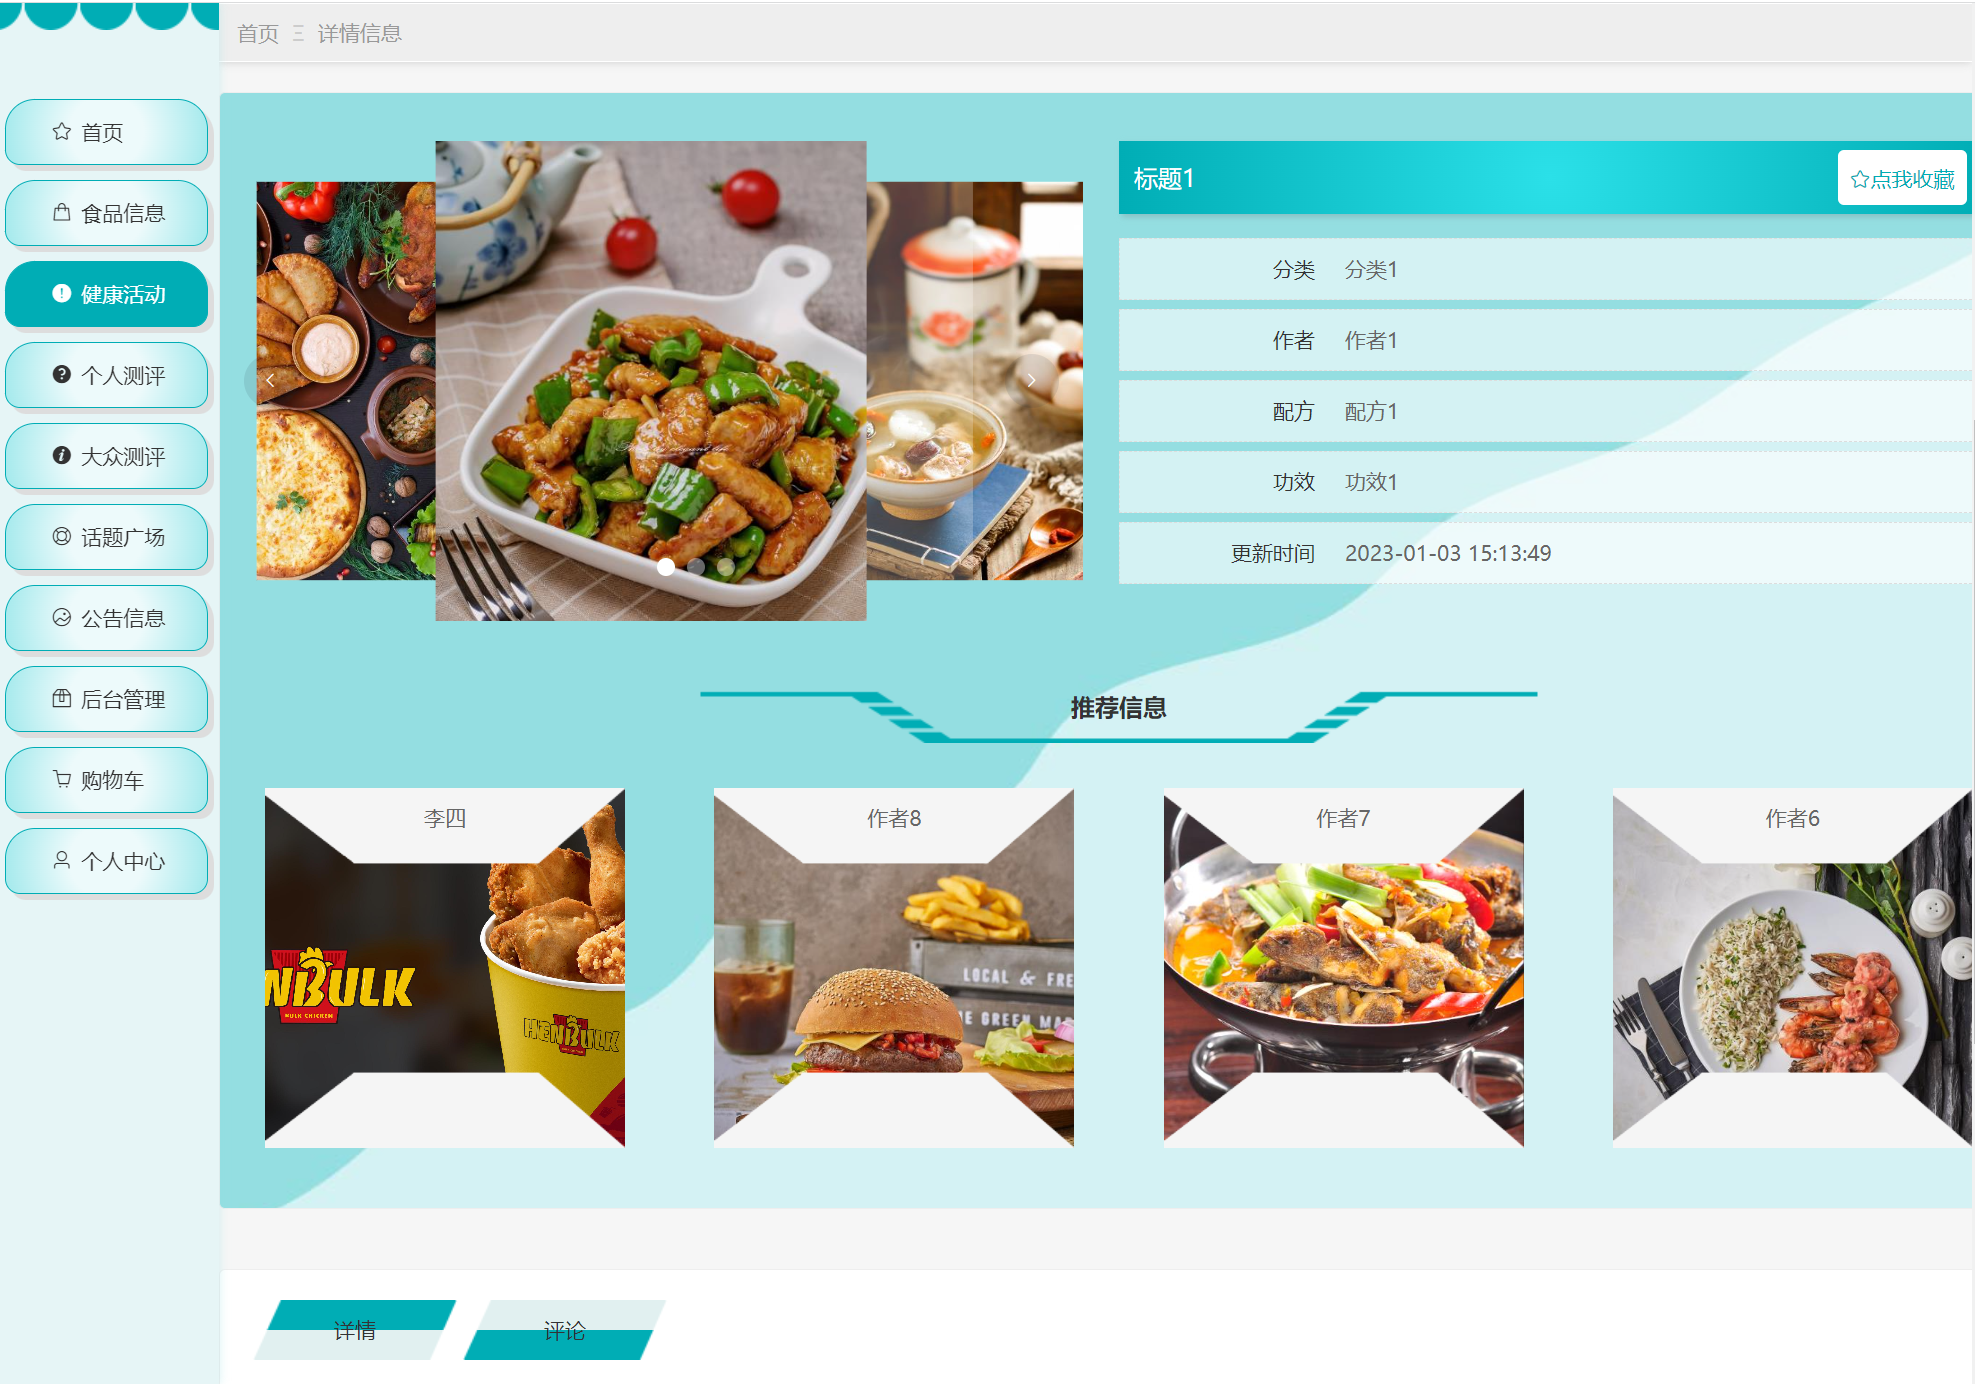 首页 详情信息
首页
食品信息
健康活动
个人测评
大众测评
话题广场
公告信息
后台管理
购物车
个人中心
标题1
☆点我收藏
分类 分类1
作者 作者1
配方 配方1
功效 功效1
更新时间 2023-01-03 15:13:49
推荐信息
李四
作者8
作者7
作者6
NBULK
HULK CHICKEN
HENBULK
LOCAL & FRE
E GREEN MAR
详情
评论